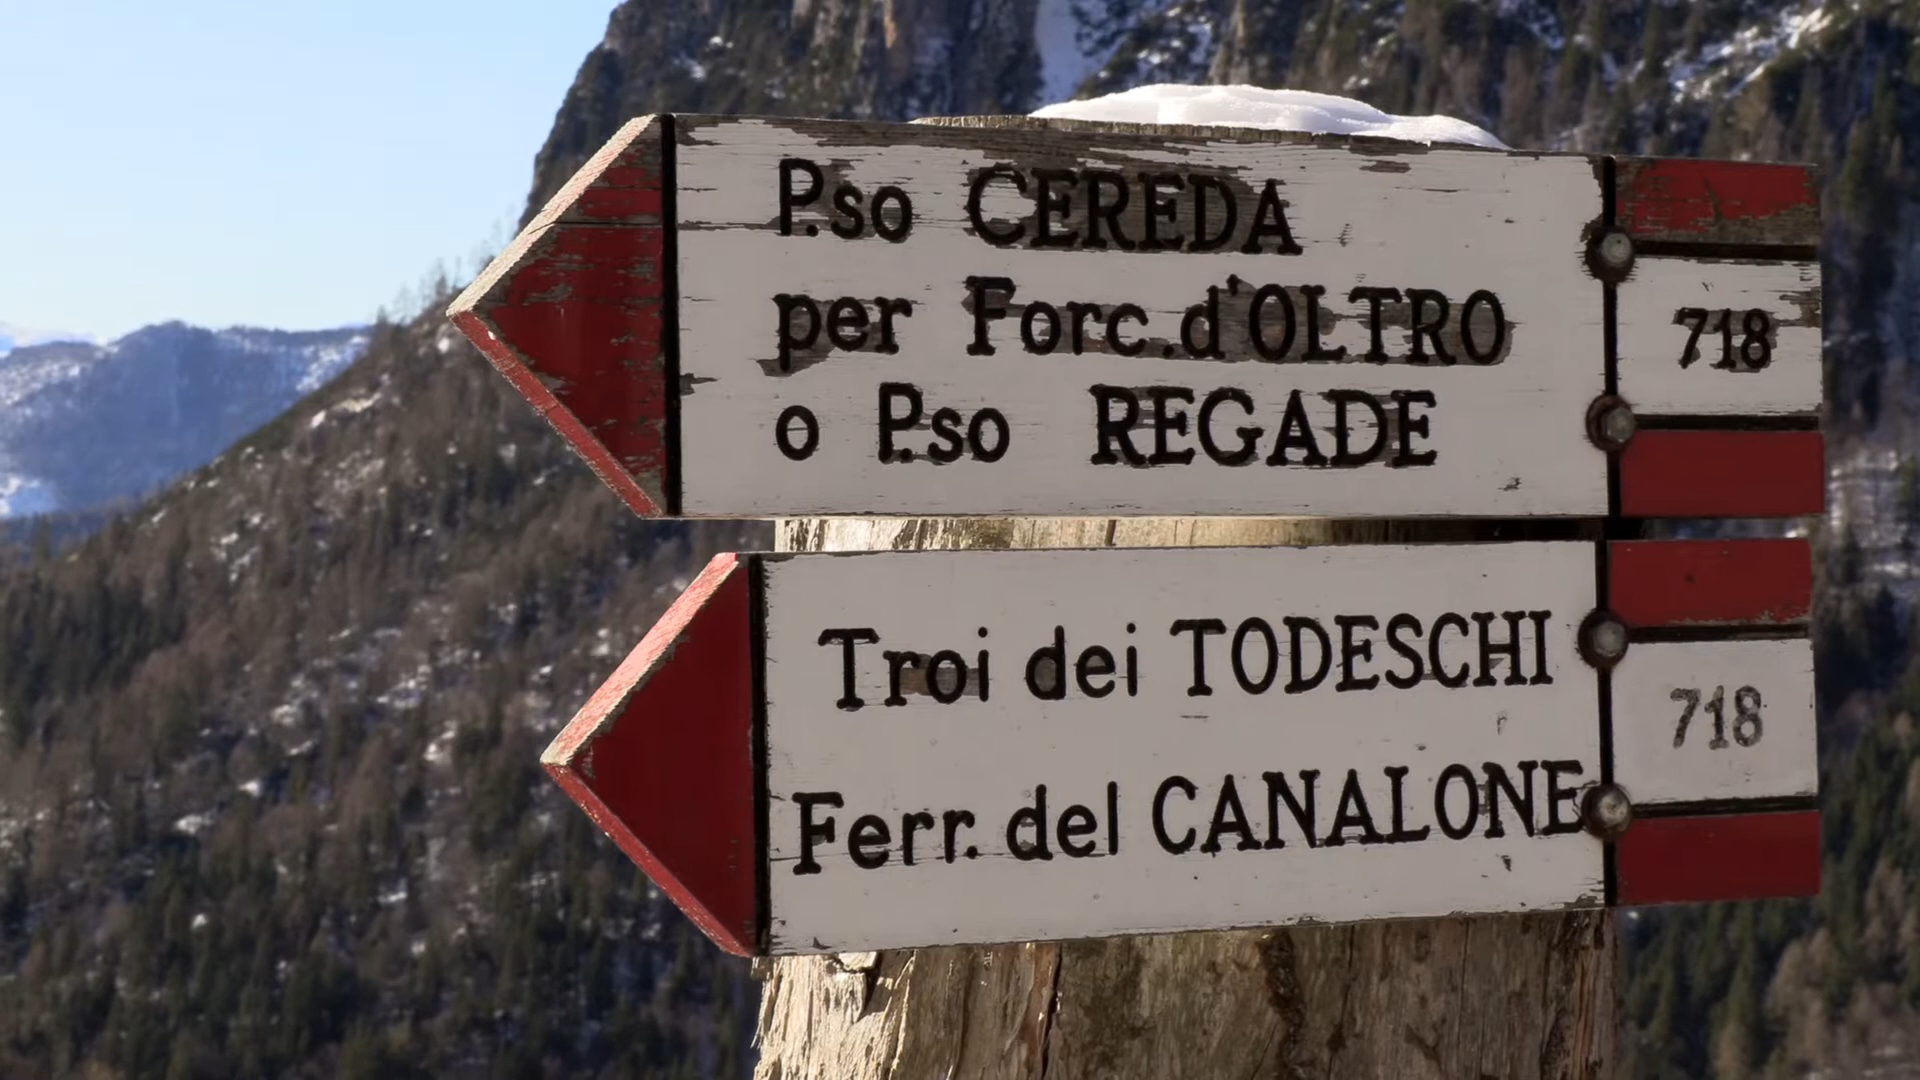 P.so CEREDA
per Forc.d'OLTRO
o P.so REGADE
718
Troi dei TODESCHI
Ferr. del CANALONE
718